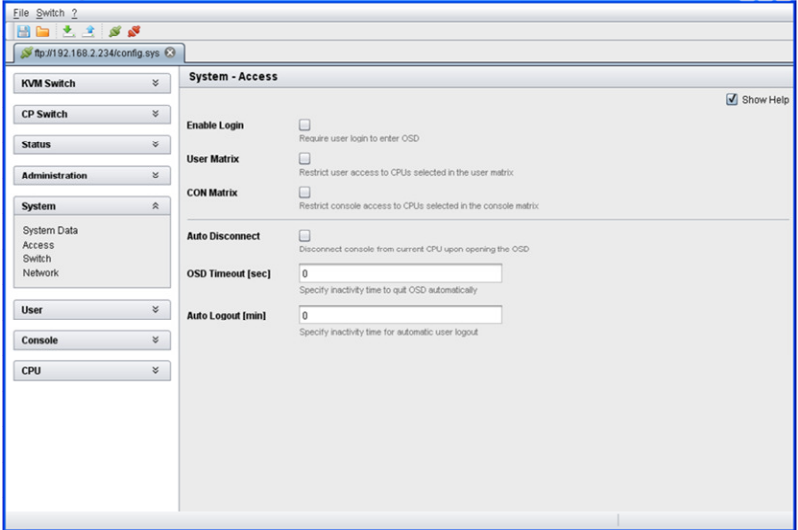 File Switch ?
ftp://192.168.2.234/config.sys
KVM Switch
CP Switch
Status
Administration
System
System Data
Access
Switch
Network
User
Console
CPU
System - Access
Show Help
Enable Login
Require user login to enter OSD
User Matrix
Restrict user access to CPUs selected in the user matrix
CON Matrix
Restrict console access to CPUs selected in the console matrix
Auto Disconnect
Disconnect console from current CPU upon opening the OSD
OSD Timeout [sec] 0
Specify inactivity time to quit OSD automatically
Auto Logout [min] 0
Specify inactivity time for automatic user logout